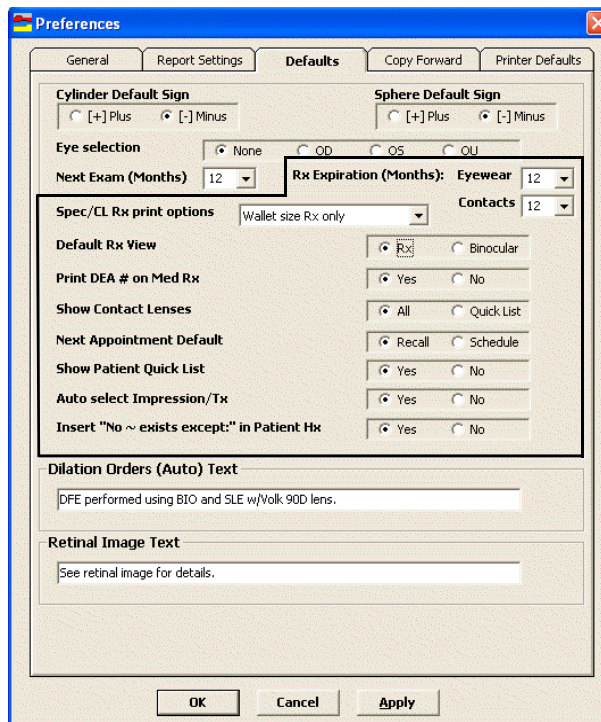 Preferences
General Report Settings Defaults Copy Forward Printer Defaults
Cylinder Default Sign Sphere Default Sign
[+] Plus [-] Minus [+] Plus [-] Minus
Eye selection None OD OS OU
Next Exam (Months) 12 Rx Expiration (Months): Eyewear 12
Contacts 12
Spec/CL Rx print options Wallet size Rx only
Default Rx View Rx Binocular
Print DEA # on Med Rx Yes No
Show Contact Lenses All Quick List
Next Appointment Default Recall Schedule
Show Patient Quick List Yes No
Auto select Impression/Tx Yes No
Insert "No ~ exists except:" in Patient Hx Yes No
Dilation Orders (Auto) Text
DFE performed using BIO and SLE w/Volk 90D lens.
Retinal Image Text
See retinal image for details.
OK Cancel Apply